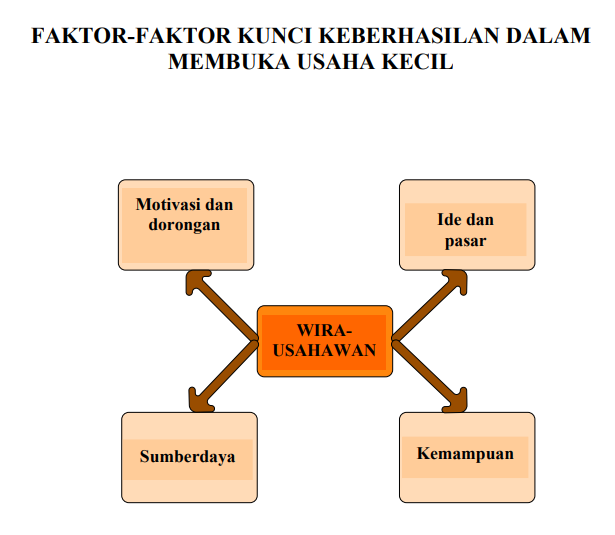 FAKTOR-FAKTOR KUNCI KEBERHASILAN DALAM
MEMBUKA USAHA KECIL
Motivasi dan
dorongan
Ide dan
pasar
WIRA-
USAHAWAN
Sumberdaya
Kemampuan